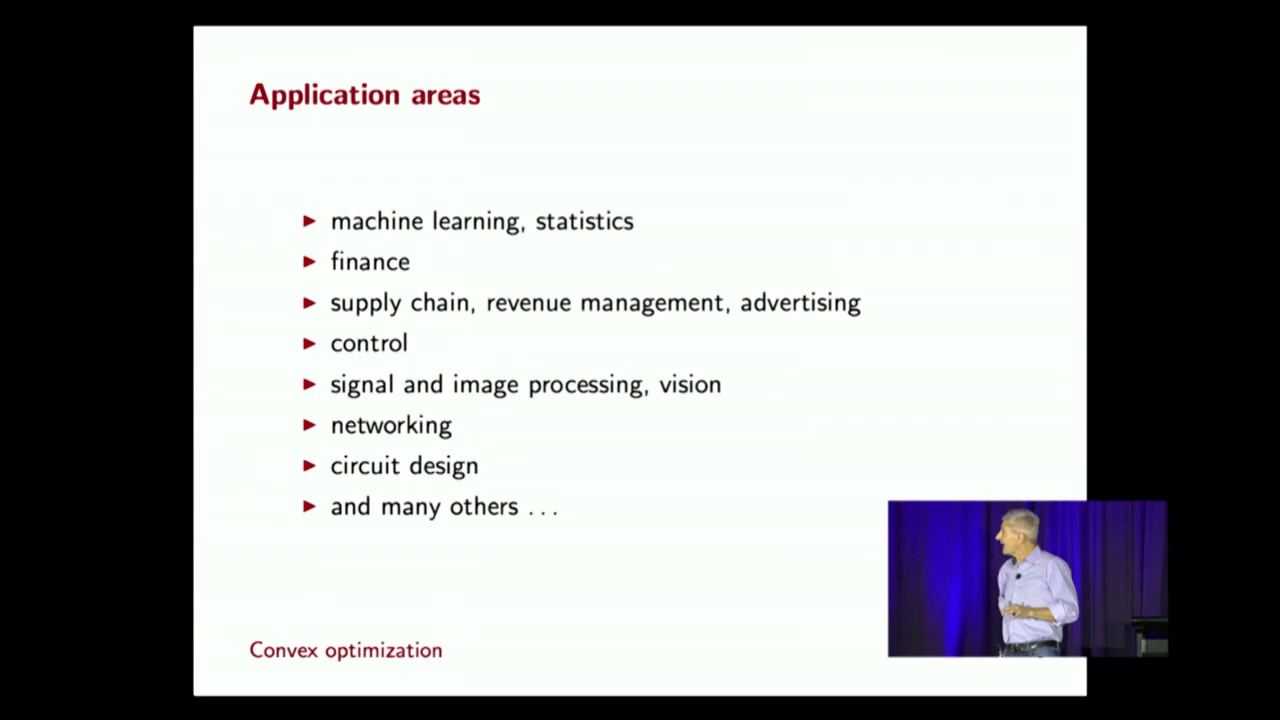 Application areas
▶ machine learning, statistics
▶ finance
▶ supply chain, revenue management, advertising
▶ control
▶ signal and image processing, vision
▶ networking
▶ circuit design
▶ and many others . . .
Convex optimization